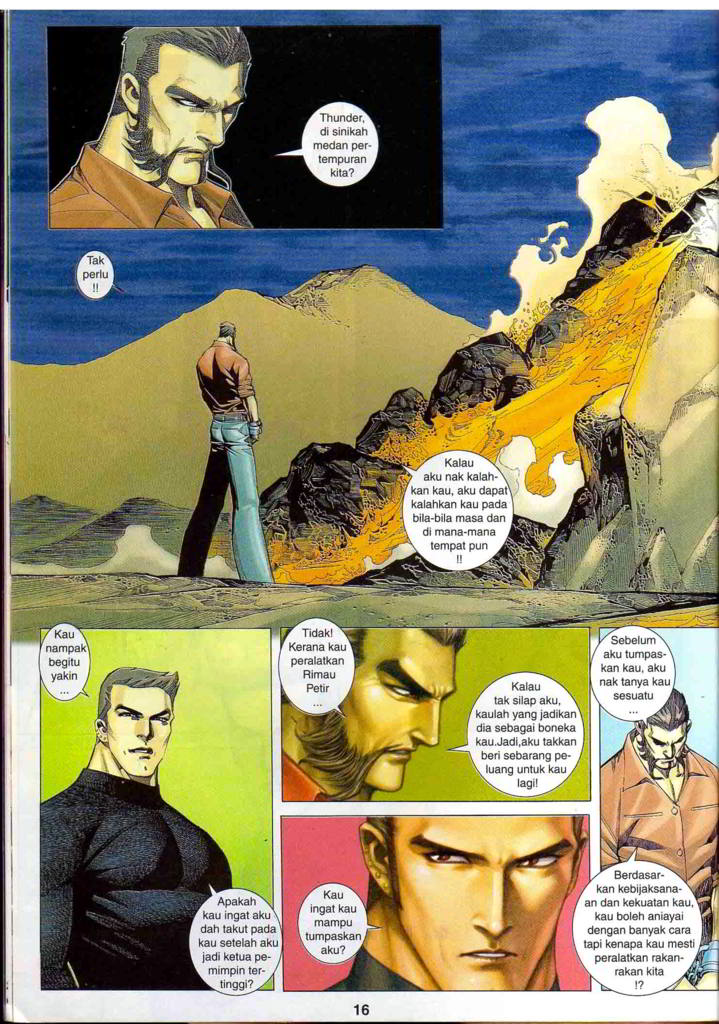 Thunder,
di sinikah
medan per-
tempuran
kita?
Tak
perlu
!!
Kalau
aku nak kalah-
kan kau, aku dapat
kalahkan kau pada
bila-bila masa dan
di mana-mana
tempat pun
!!
Kau
nampak
begitu
yakin
...
Apakah
kau ingat aku
dah takut pada
kau setelah aku
jadi ketua pe-
mimpin ter-
tinggi?
Tidak!
Kerana kau
peralatkan
Rimau
Petir
...
Kalau
tak silap aku,
kaulah yang jadikan
dia sebagai boneka
kau.Jadi,aku takkan
beri sebarang pe-
luang untuk kau
lagi!
Kau
ingat kau
mampu
tumpaskan
aku?
Sebelum
aku tumpas-
kan kau, aku
nak tanya kau
sesuatu
...
Berdasar-
kan kebijaksana-
an dan kekuatan kau,
kau boleh aniayai
dengan banyak cara
tapi kenapa kau mesti
peralatkan rakan-
rakan kita
!?
16